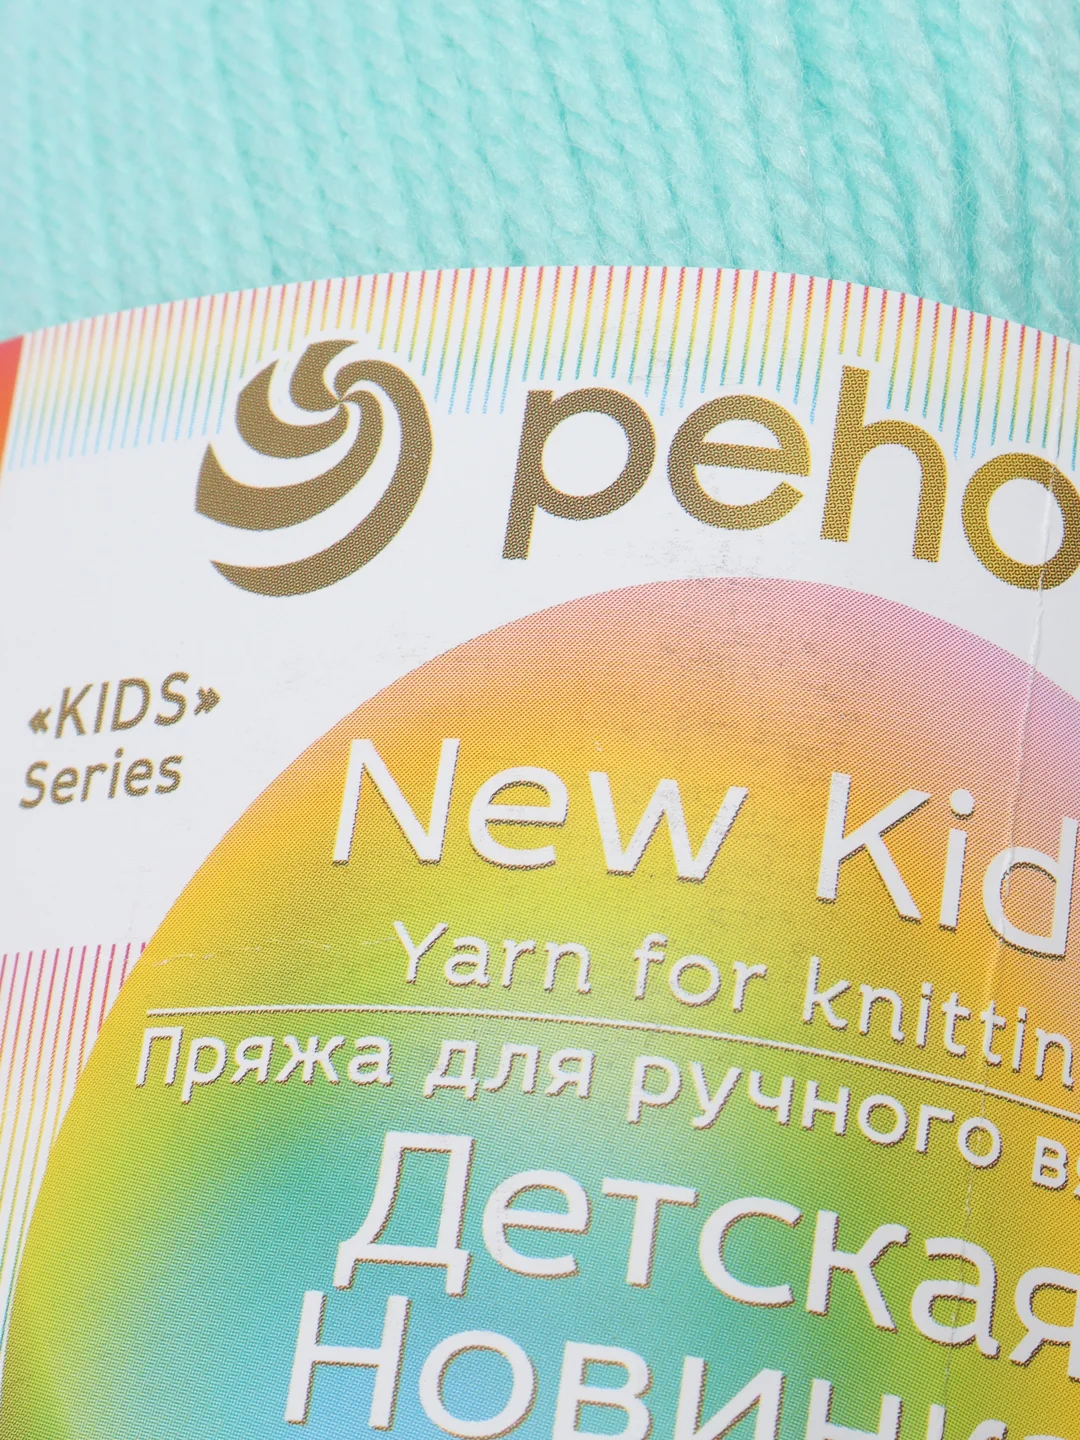 peho
«KIDS»
Series
New Kid
Yarn for knittin
Пряжа для ручного в
Детская
Новинк